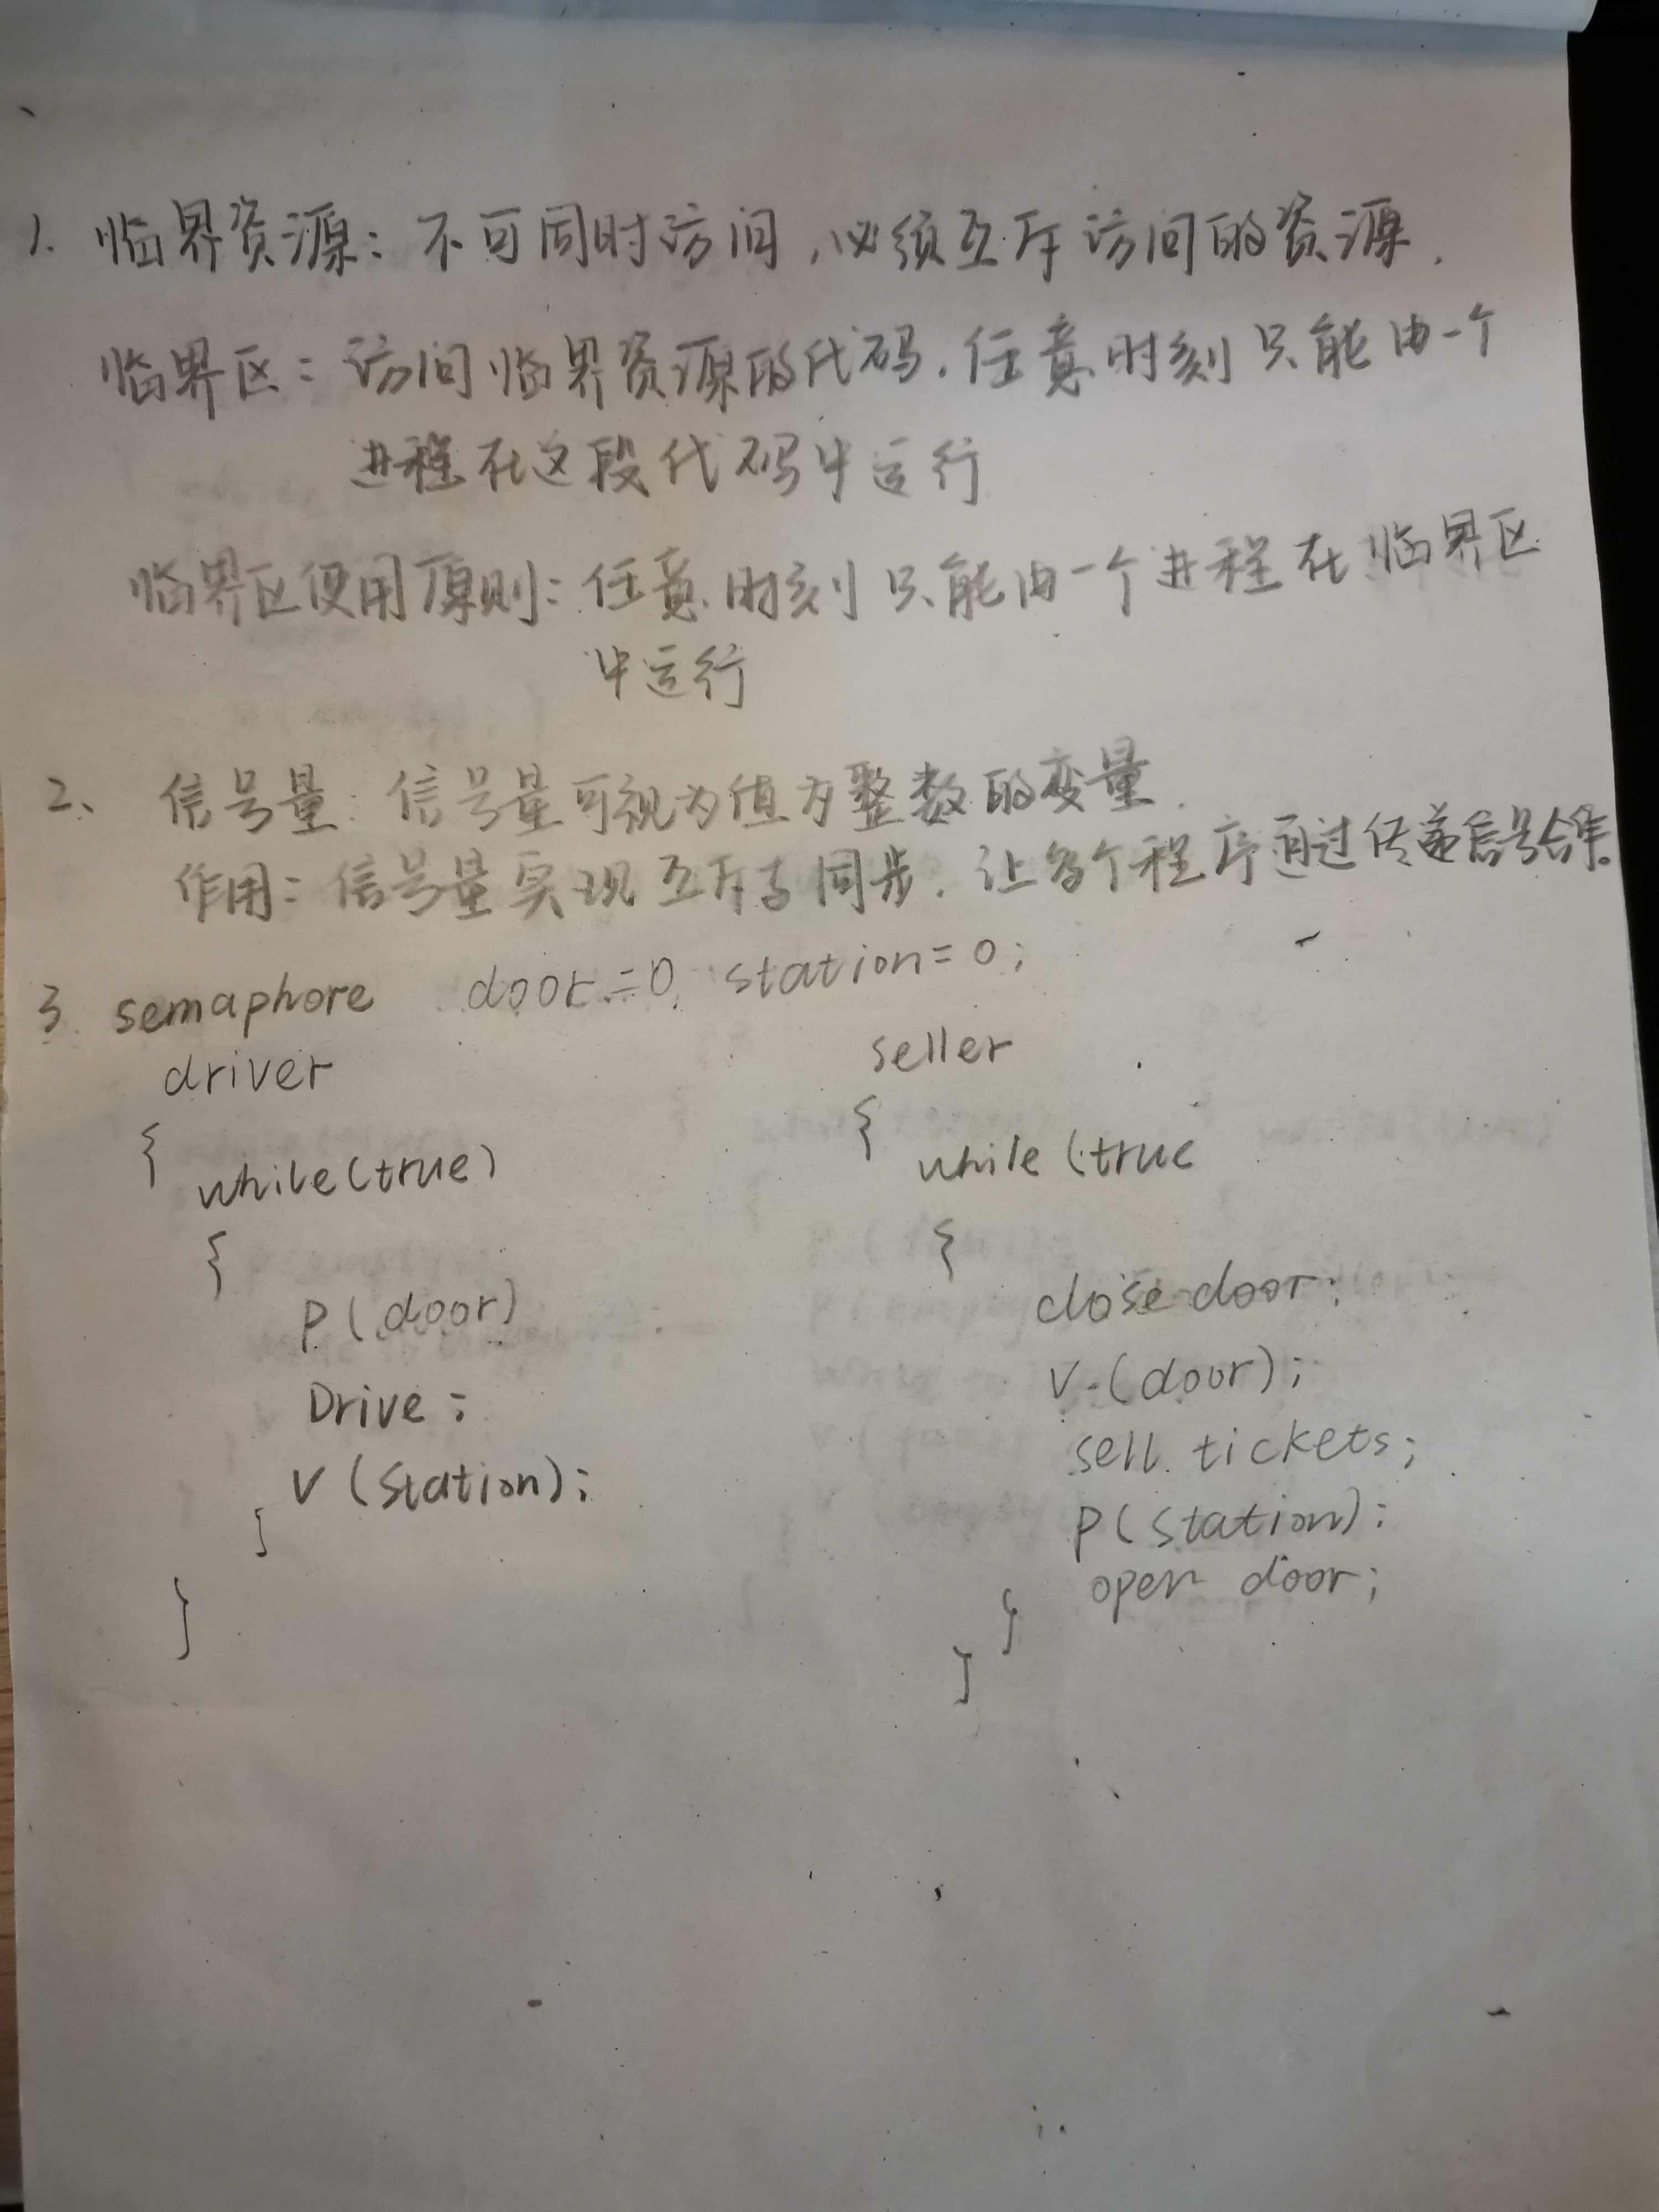 1. 临界资源：不可同时访问，必须互斥访问的资源.
临界区：访问临界资源的代码.任意时刻只能由一个
进程在这段代码中运行
临界区使用原则：任意时刻只能由一个进程在临界区
中运行
2、信号量：信号量可视为值为整数的变量.
作用：信号量实现互斥与同步.让多个程序通过传递信号合集
3. semaphore door=0, station=0;
driver seller
{ while(true) { while (true
{ {
P(door) close door;
Drive; V(door);
V(station); sell tickets;
} P(station);
} open door;
}
}